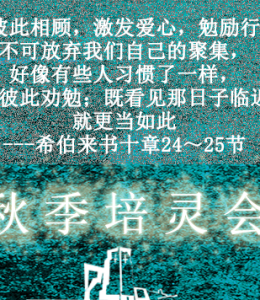 彼此相顾，激发爱心，勉励行
不可放弃我们自己的聚集，
好像有些人习惯了一样，
彼此劝勉；既看见那日子临近
就更当如此
---希伯来书十章24～25节
秋季培灵会